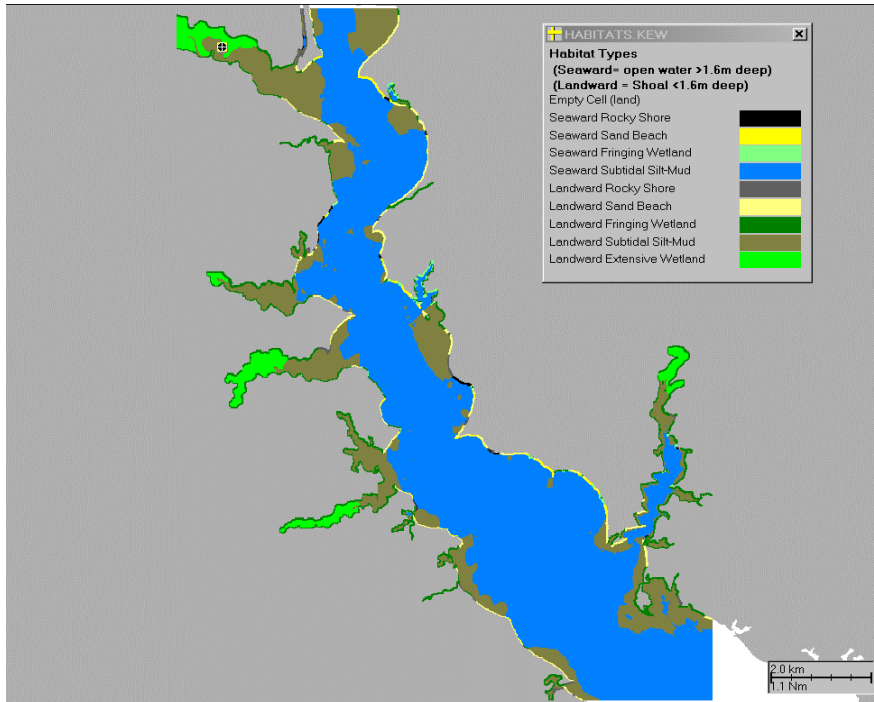 HABITATS.KEW
Habitat Types
(Seaward= open water >1.6m deep)
(Landward = Shoal <1.6m deep)
Empty Cell (land)
Seaward Rocky Shore
Seaward Sand Beach
Seaward Fringing Wetland
Seaward Subtidal Silt-Mud
Landward Rocky Shore
Landward Sand Beach
Landward Fringing Wetland
Landward Subtidal Silt-Mud
Landward Extensive Wetland
2.0 km
1.1 Nm